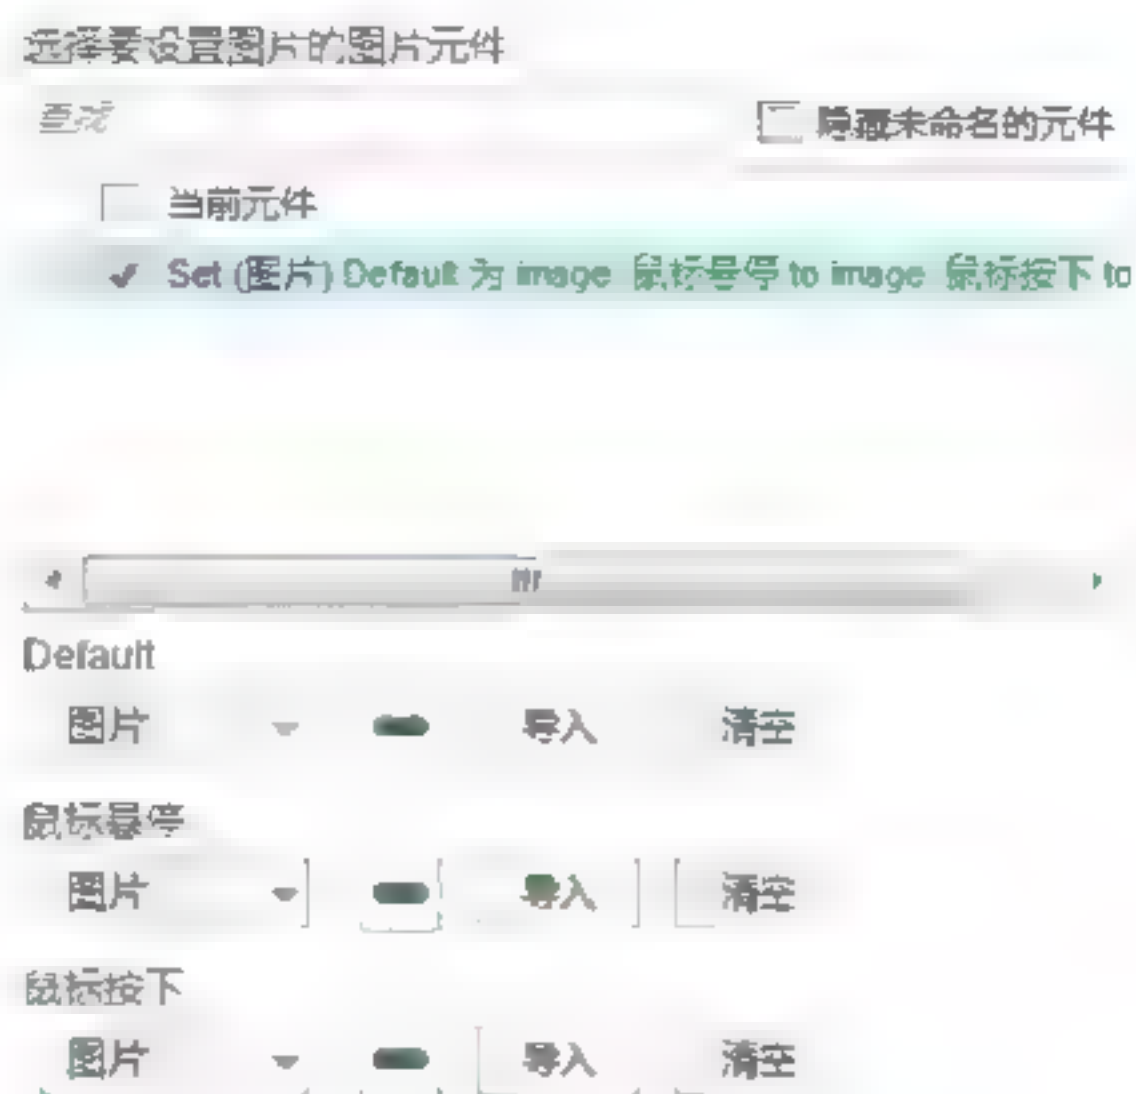 选择要设置图片的图片元件
查找
隐藏未命名的元件
当前元件
Set (图片) Default 为 image 鼠标悬停 to image 鼠标按下 to
Default
图片 导入 清空
鼠标悬停
图片 导入 清空
鼠标按下
图片 导入 清空